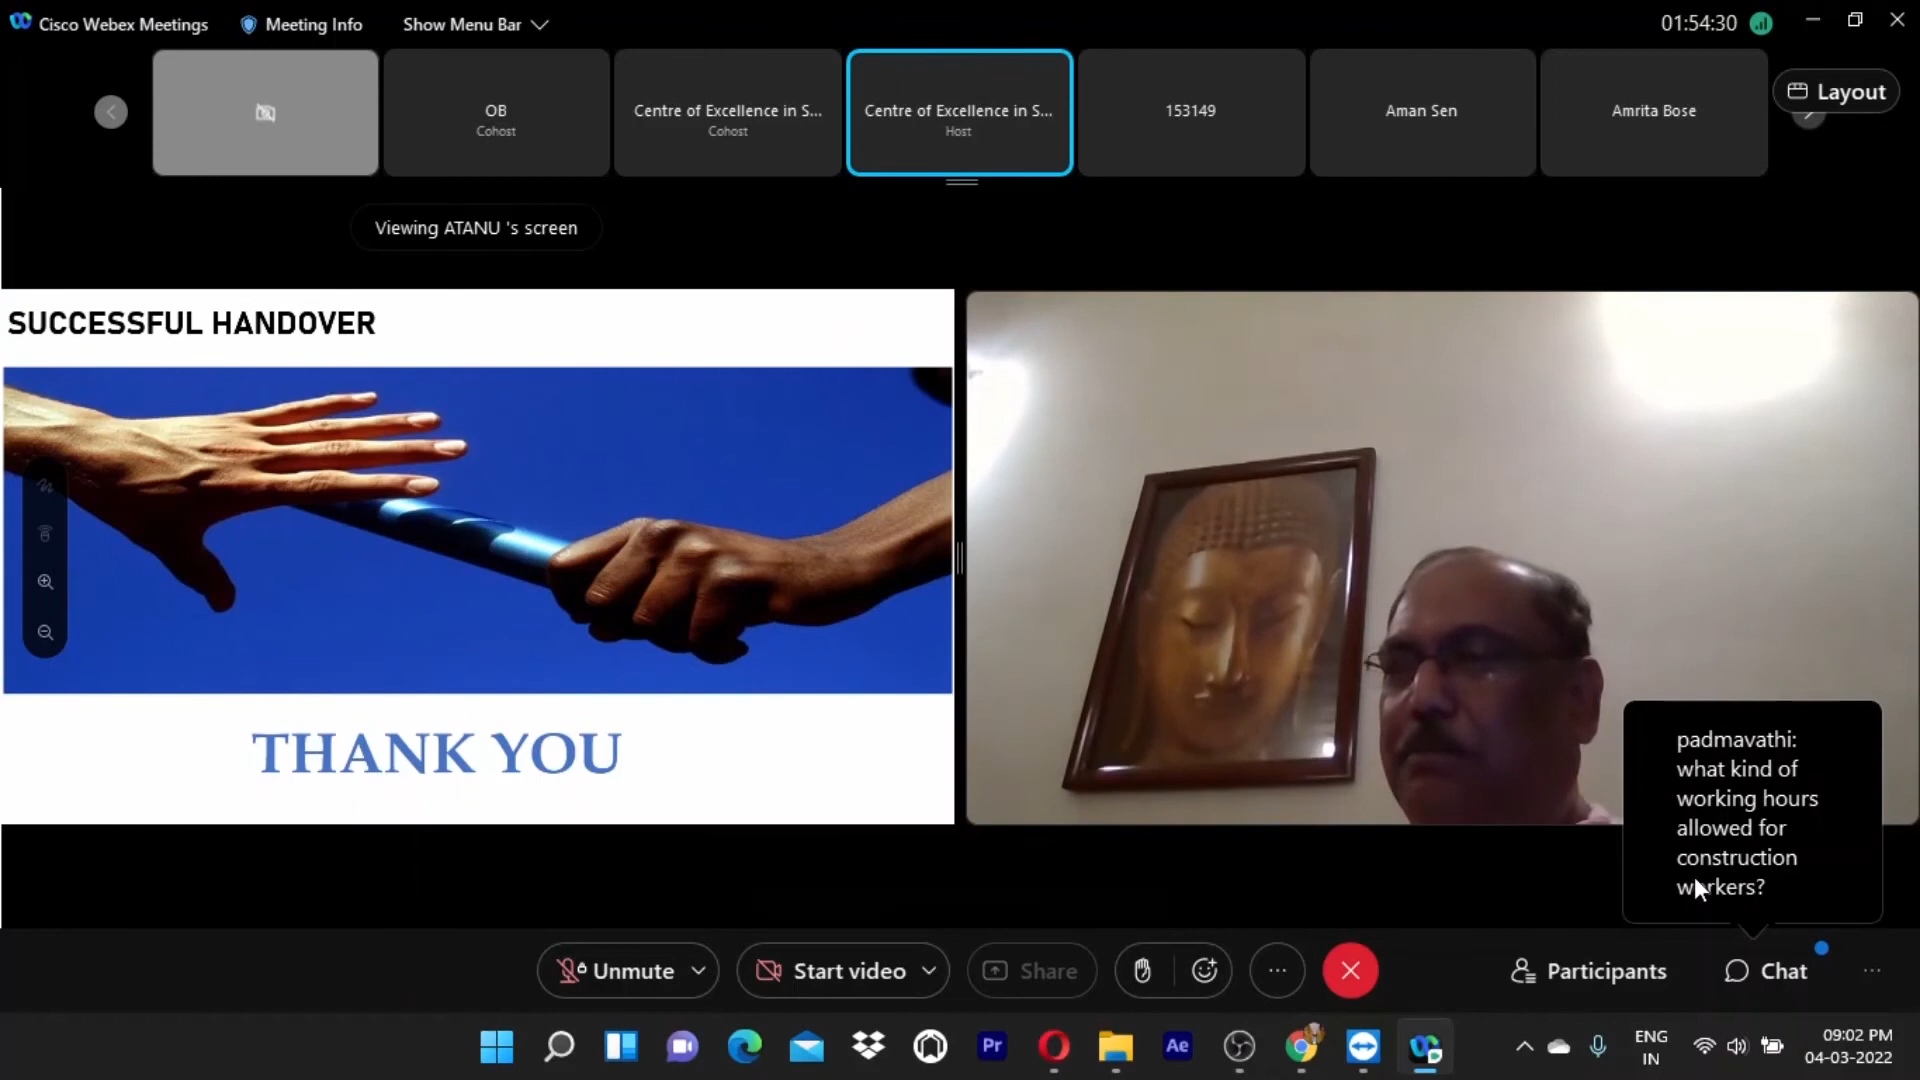 Cisco Webex Meetings
Meeting Info
Show Menu Bar
01:54:30
OB
Cohost
Centre of Excellence in S...
Cohost
Centre of Excellence in S...
Host
153149
Aman Sen
Amrita Bose
Layout
Viewing ATANU 's screen
SUCCESSFUL HANDOVER
THANK YOU
padmavathi:
what kind of
working hours
allowed for
construction
workers?
Unmute
Start video
Share
Participants
Chat
Pr
Ae
ENG
IN
09:02 PM
04-03-2022